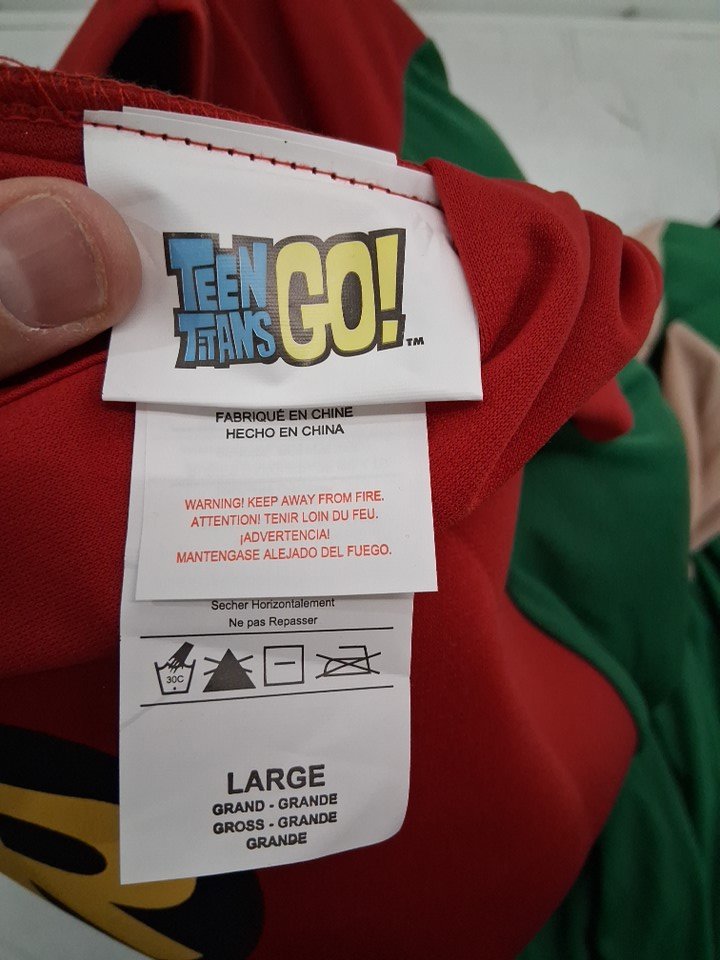 TEEN
TITANS
GO!
TM
FABRIQUÉ EN CHINE
HECHO EN CHINA
WARNING! KEEP AWAY FROM FIRE.
ATTENTION! TENIR LOIN DU FEU.
¡ADVERTENCIA!
MANTENGASE ALEJADO DEL FUEGO.
Secher Horizontalement
Ne pas Repasser
30C
LARGE
GRAND - GRANDE
GROSS - GRANDE
GRANDE